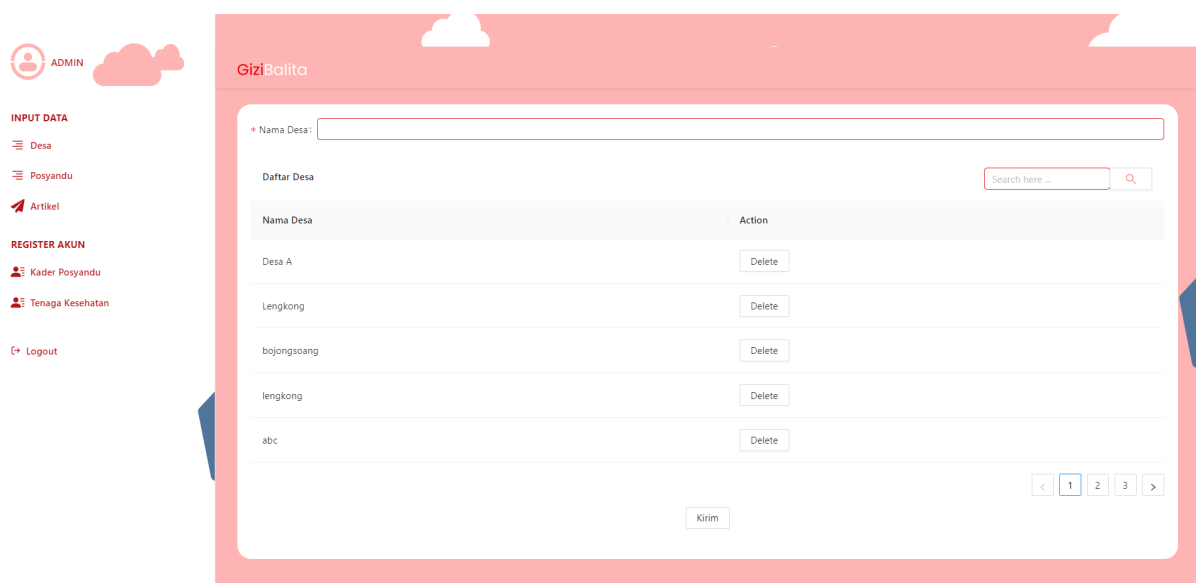 ADMIN
INPUT DATA
Desa
Posyandu
Artikel
REGISTER AKUN
Kader Posyandu
Tenaga Kesehatan
Logout
GiziBalita
* Nama Desa:
Daftar Desa
Search here ...
Nama Desa Action
Desa A Delete
Lengkong Delete
bojongsoang Delete
lengkong Delete
abc Delete
< 1 2 3 >
Kirim